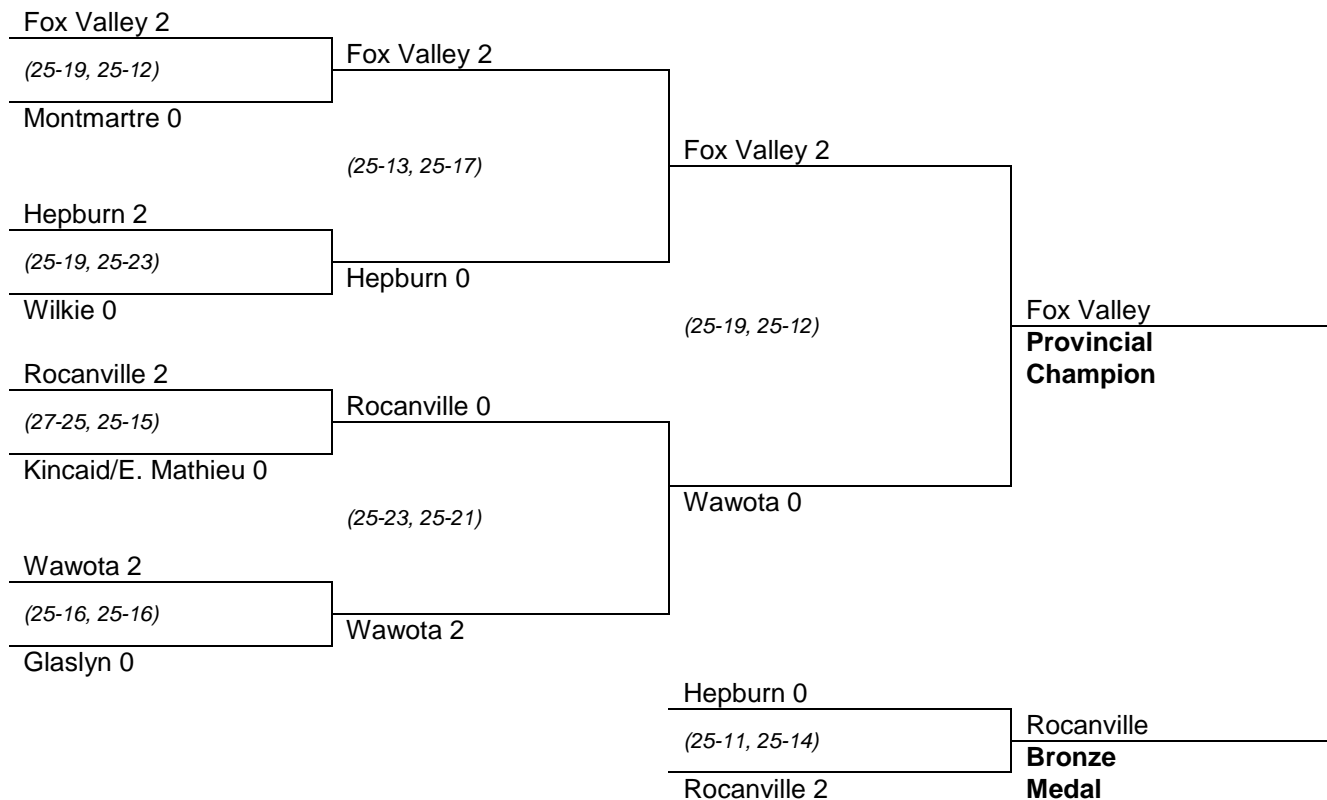 Fox Valley 2
(25-19, 25-12)
Montmartre 0
Hepburn 2
(25-19, 25-23)
Wilkie 0
Rocanville 2
(27-25, 25-15)
Kincaid/E. Mathieu 0
Wawota 2
(25-16, 25-16)
Glaslyn 0
Fox Valley 2
(25-13, 25-17)
Hepburn 0
Rocanville 0
(25-23, 25-21)
Wawota 2
Fox Valley 2
(25-19, 25-12)
Wawota 0
Fox Valley
Provincial
Champion
Hepburn 0
(25-11, 25-14)
Rocanville 2
Rocanville
Bronze
Medal